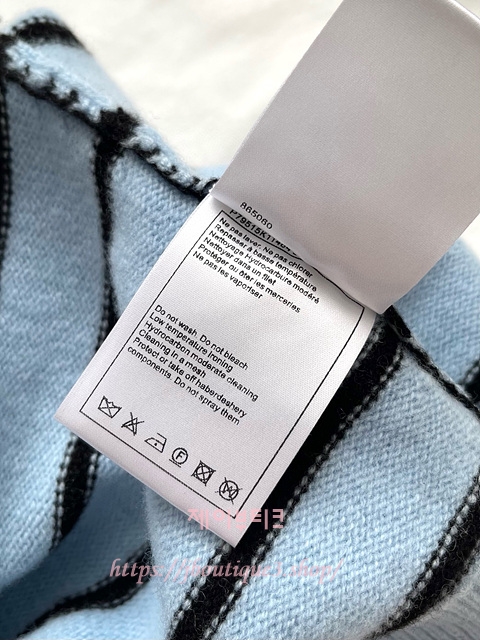 865060
P79515K11404
Ne pas laver. Ne pas chlorer
Repasser à basse température
Nettoyage Hydrocarbure modéré
Nettoyer dans un filet
Protéger ou ôter les merceries
Ne pas les vaporiser
Do not wash. Do not bleach
Low temperature ironing
Hydrocarbon moderate cleaning
Cleaning in a mesh
Protect or take off haberdashery
components. Do not spray them
F
W